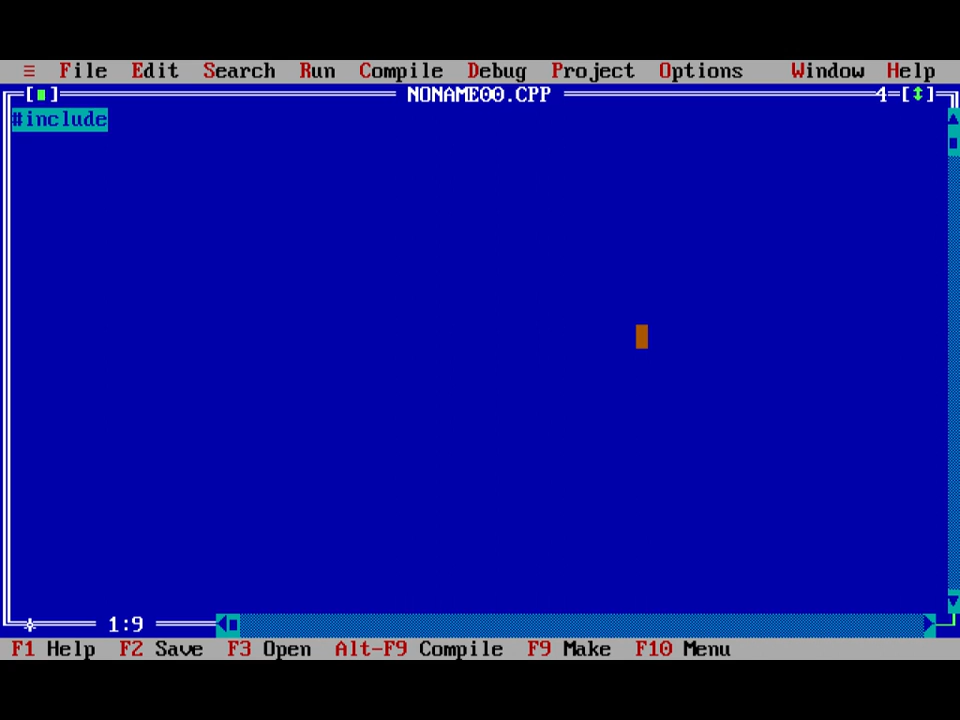 ≡ File Edit Search Run Compile Debug Project Options Window Help
[■] NONAME00.CPP 4=[↕]
#include
1:9
F1 Help F2 Save F3 Open Alt-F9 Compile F9 Make F10 Menu